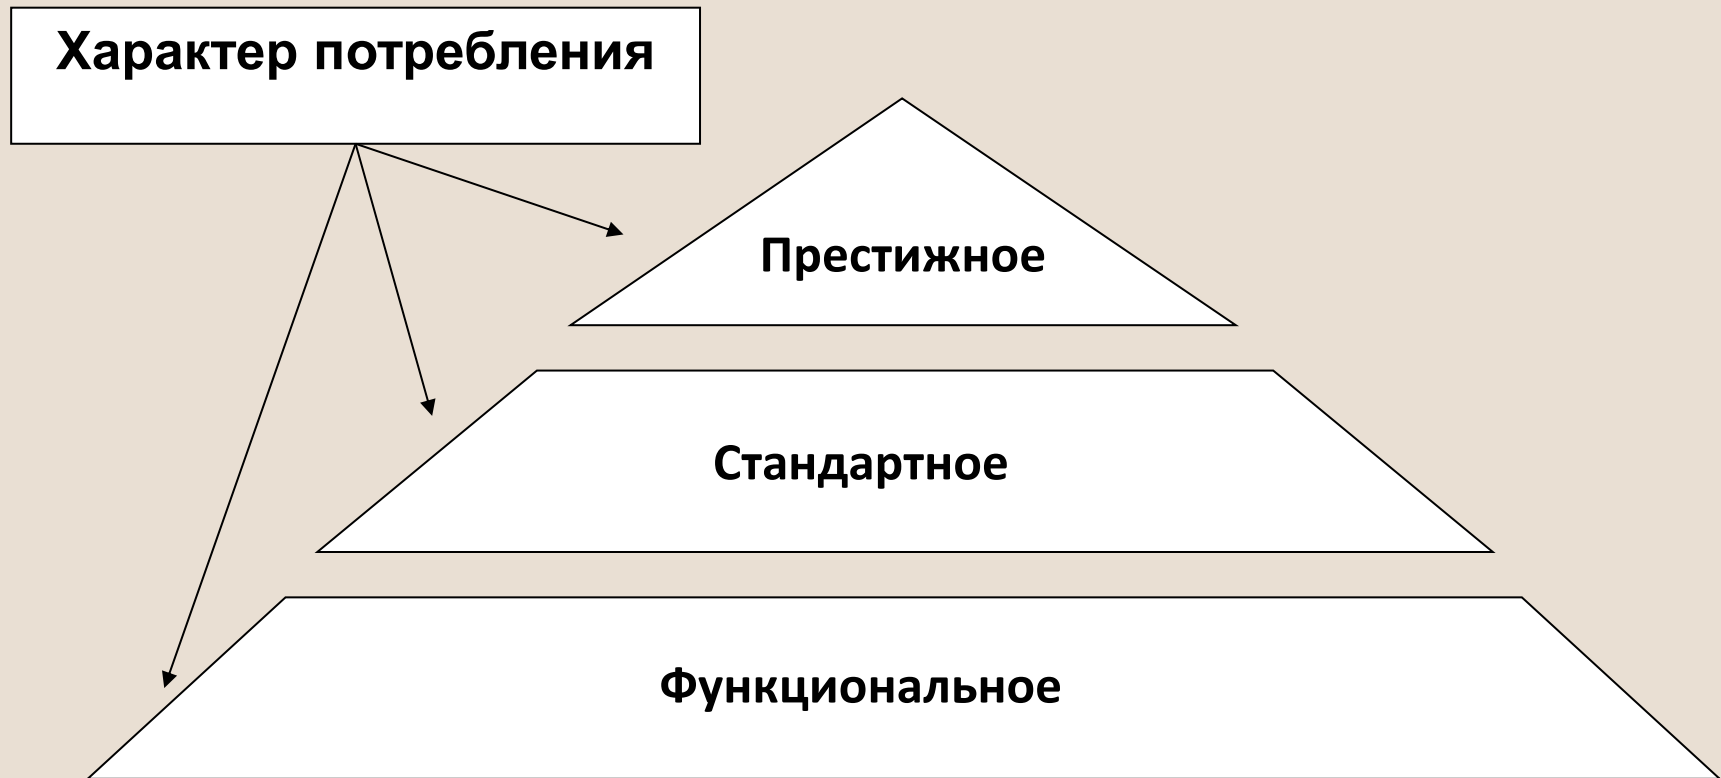 Характер потребления
Престижное
Стандартное
Функциональное